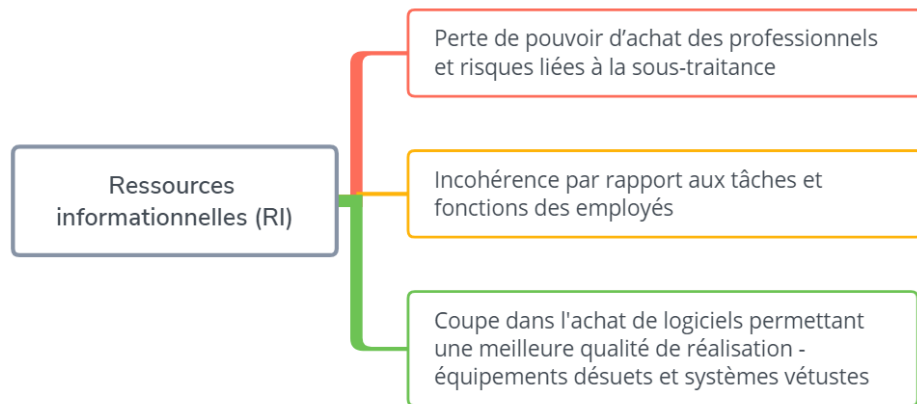 Ressources
informationnelles (RI)
Perte de pouvoir d’achat des professionnels
et risques liées à la sous-traitance
Incohérence par rapport aux tâches et
fonctions des employés
Coupe dans l'achat de logiciels permettant
une meilleure qualité de réalisation -
équipements désuets et systèmes vétustes